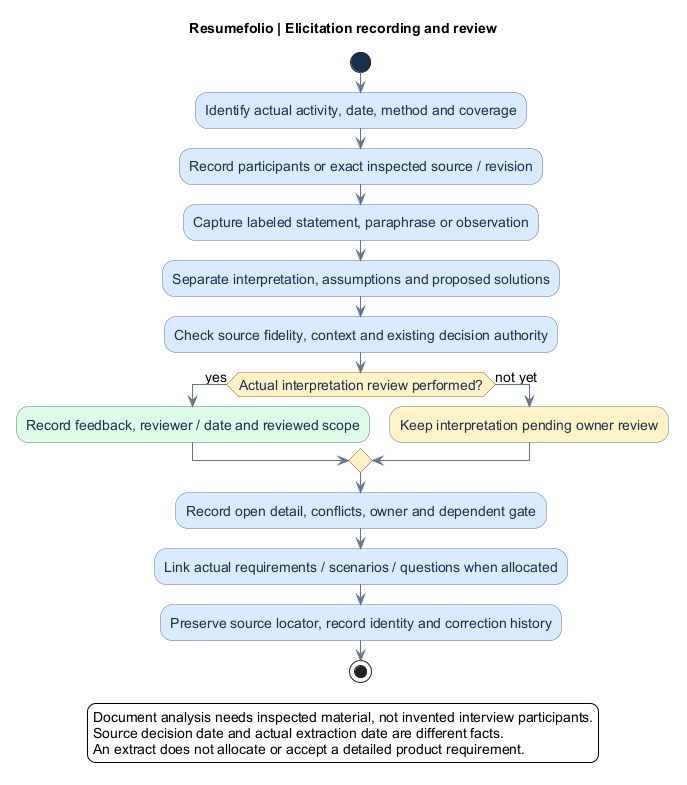 Resumefolio | Elicitation recording and review
Identify actual activity, date, method and coverage
Record participants or exact inspected source / revision
Capture labeled statement, paraphrase or observation
Separate interpretation, assumptions and proposed solutions
Check source fidelity, context and existing decision authority
yes
Actual interpretation review performed?
not yet
Record feedback, reviewer / date and reviewed scope
Keep interpretation pending owner review
Record open detail, conflicts, owner and dependent gate
Link actual requirements / scenarios / questions when allocated
Preserve source locator, record identity and correction history
Document analysis needs inspected material, not invented interview participants.
Source decision date and actual extraction date are different facts.
An extract does not allocate or accept a detailed product requirement.